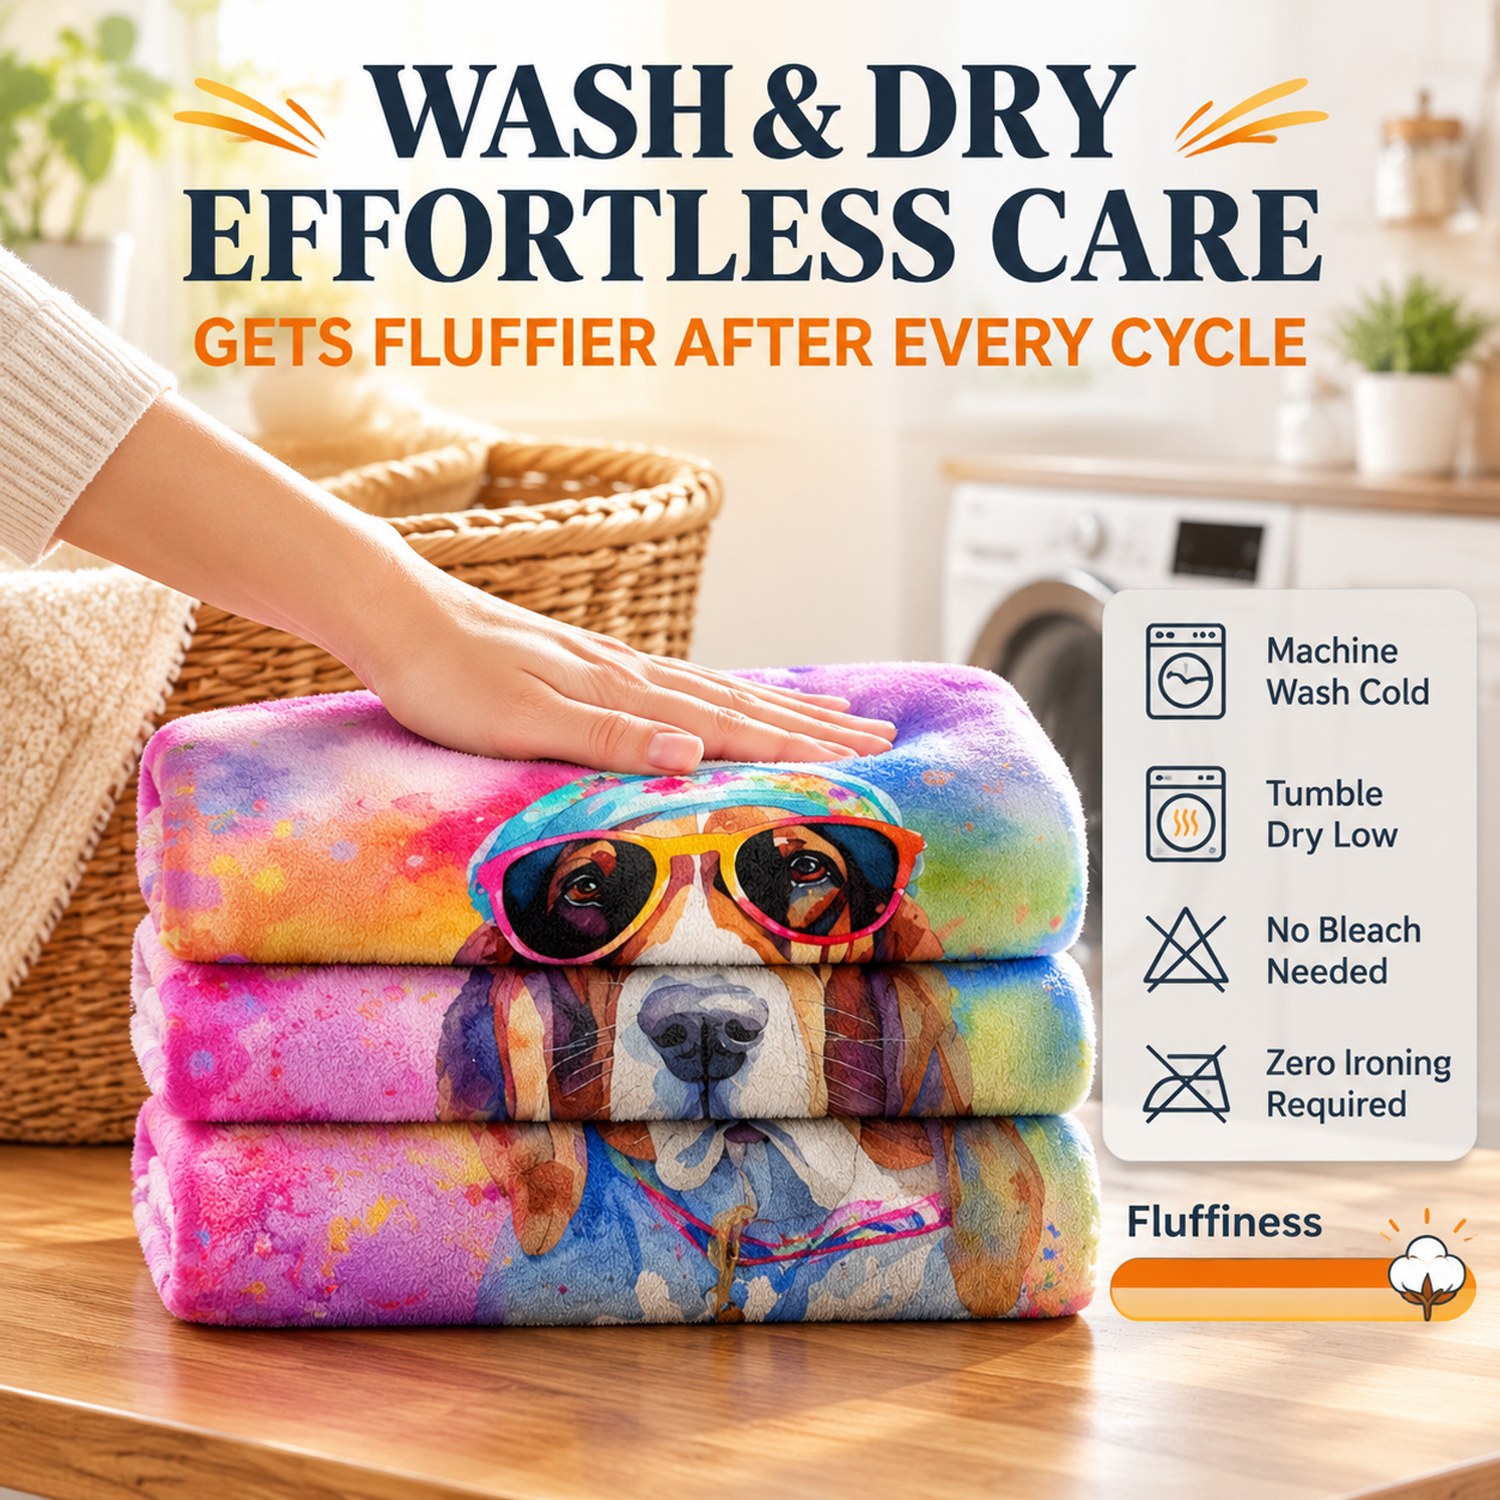 WASH & DRY
EFFORTLESS CARE
GETS FLUFFIER AFTER EVERY CYCLE
Machine
Wash Cold
Tumble
Dry Low
No Bleach
Needed
Zero Ironing
Required
Fluffiness